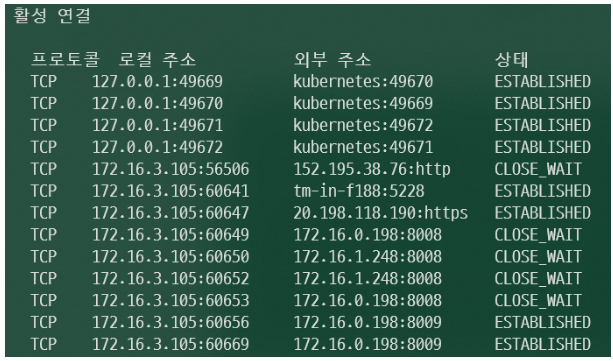 활성 연결
프로토콜 로컬 주소 외부 주소 상태
TCP 127.0.0.1:49669 kubernetes:49670 ESTABLISHED
TCP 127.0.0.1:49670 kubernetes:49669 ESTABLISHED
TCP 127.0.0.1:49671 kubernetes:49672 ESTABLISHED
TCP 127.0.0.1:49672 kubernetes:49671 ESTABLISHED
TCP 172.16.3.105:56506 152.195.38.76:http CLOSE_WAIT
TCP 172.16.3.105:60641 tm-in-f188:5228 ESTABLISHED
TCP 172.16.3.105:60647 20.198.118.190:https ESTABLISHED
TCP 172.16.3.105:60649 172.16.0.198:8008 CLOSE_WAIT
TCP 172.16.3.105:60650 172.16.1.248:8008 CLOSE_WAIT
TCP 172.16.3.105:60652 172.16.1.248:8008 CLOSE_WAIT
TCP 172.16.3.105:60653 172.16.0.198:8008 CLOSE_WAIT
TCP 172.16.3.105:60656 172.16.0.198:8009 ESTABLISHED
TCP 172.16.3.105:60669 172.16.0.198:8009 ESTABLISHED